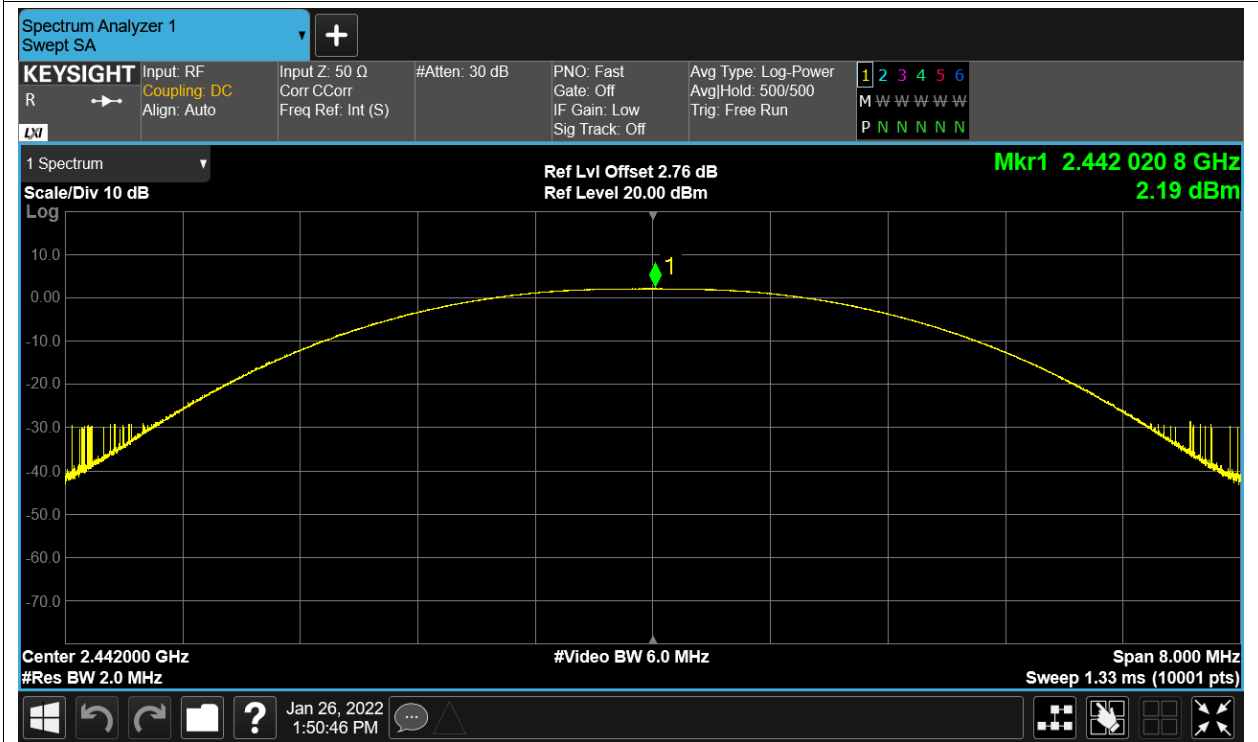 Spectrum Analyzer 1
Swept SA
KEYSIGHT
R
LXI
Input: RF
Coupling: DC
Align: Auto
Input Z: 50 Ω
Corr CCorr
Freq Ref: Int (S)
#Atten: 30 dB
PNO: Fast
Gate: Off
IF Gain: Low
Sig Track: Off
Avg Type: Log-Power
Avg|Hold: 500/500
Trig: Free Run
1 2 3 4 5 6
M W W W W W
P N N N N N
1 Spectrum
Scale/Div 10 dB
Log
Ref Lvl Offset 2.76 dB
Ref Level 20.00 dBm
Mkr1 2.442 020 8 GHz
2.19 dBm
1
10.0
0.00
-10.0
-20.0
-30.0
-40.0
-50.0
-60.0
-70.0
Center 2.442000 GHz
#Res BW 2.0 MHz
#Video BW 6.0 MHz
Span 8.000 MHz
Sweep 1.33 ms (10001 pts)
?
Jan 26, 2022
1:50:46 PM